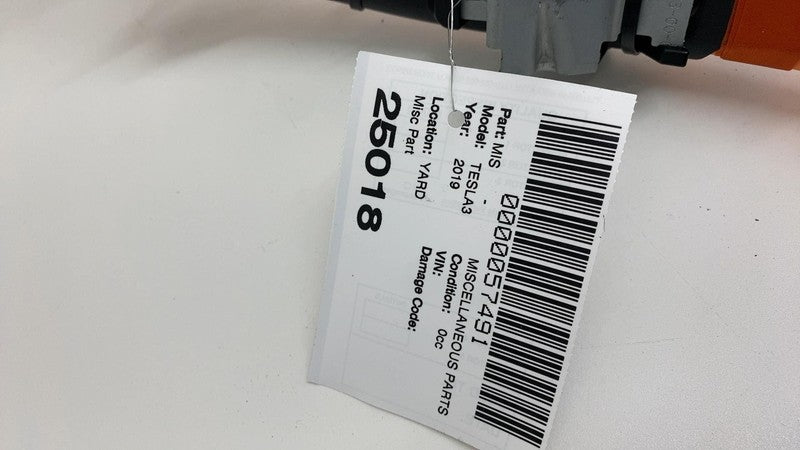 0000057491
Part: MIS - MISCELLANEOUS PARTS
Model: TESLA3 Condition: 0cc
Year: 2019 VIN:
Damage Code:
Location: YARD
Misc Part
25018